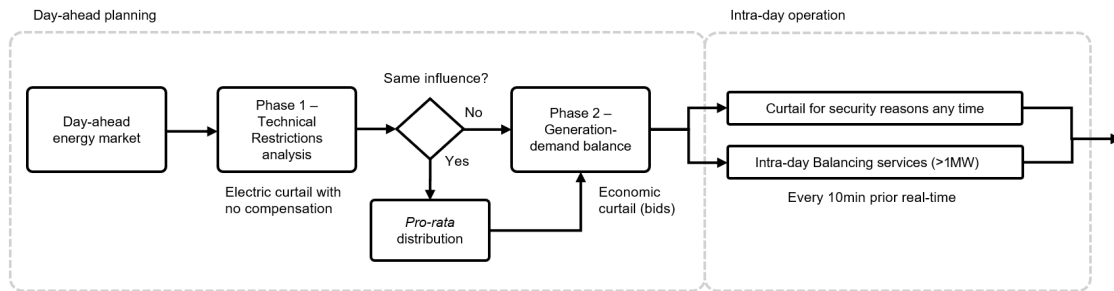 Day-ahead planning
Intra-day operation
Day-ahead
energy market
Phase 1 –
Technical
Restrictions
analysis
Electric curtail with
no compensation
Same influence?
No
Yes
Pro-rata
distribution
Phase 2 –
Generation-
demand balance
Economic
curtail (bids)
Curtail for security reasons any time
Intra-day Balancing services (>1MW)
Every 10min prior real-time